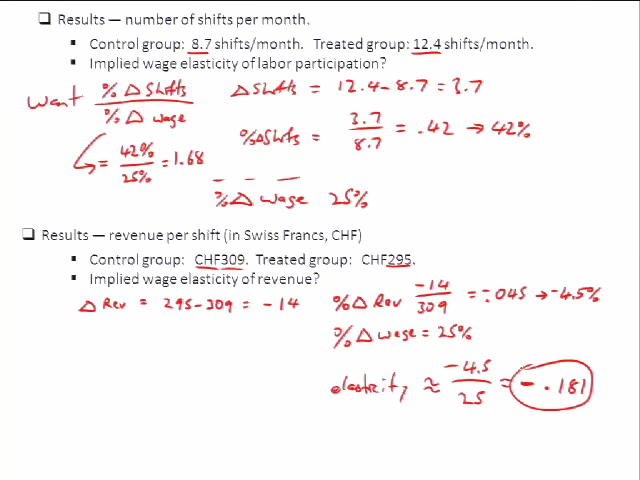 ❑ Results — number of shifts per month.
▪ Control group: 8.7 shifts/month. Treated group: 12.4 shifts/month.
▪ Implied wage elasticity of labor participation?
Want %Δ Shifts / %Δ wage
Δ Shifts = 12.4 - 8.7 = 3.7
%Δ Shifts = 3.7 / 8.7 = .42 → 42%
= 42% / 25% = 1.68
%Δ wage 25%
❑ Results — revenue per shift (in Swiss Francs, CHF)
▪ Control group: CHF309. Treated group: CHF295.
▪ Implied wage elasticity of revenue?
Δ Rev = 295 - 309 = -14
%Δ Rev -14 / 309 = -.045 → -4.5%
%Δ wage = 25%
elasticity ≈ -4.5 / 25 = -.181